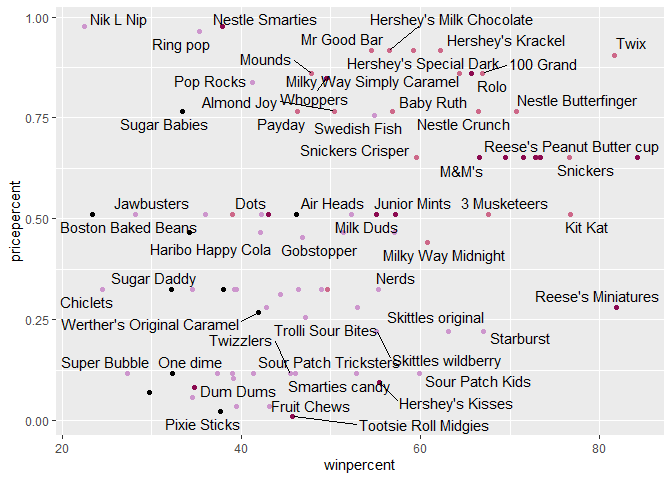 1.00
Nik L Nip
Nestle Smarties
Hershey's Milk Chocolate
Ring pop
Mr Good Bar
Hershey's Krackel
Twix
Mounds
Hershey's Special Dark
100 Grand
Pop Rocks
Milky Way Simply Caramel
Rolo
Almond Joy
Whoppers
Baby Ruth
Nestle Butterfinger
0.75
Sugar Babies
Payday
Swedish Fish
Nestle Crunch
Snickers Crisper
Reese's Peanut Butter cup
M&M's
Snickers
Jawbusters
Dots
Air Heads
Junior Mints
3 Musketeers
0.50
Boston Baked Beans
Milk Duds
Kit Kat
Haribo Happy Cola
Gobstopper
Milky Way Midnight
Sugar Daddy
Nerds
Chiclets
Reese's Miniatures
Werther's Original Caramel
Trolli Sour Bites
Skittles original
0.25
Twizzlers
Starburst
Super Bubble
One dime
Sour Patch Tricksters
Skittles wildberry
Dum Dums
Smarties candy
Sour Patch Kids
Fruit Chews
Hershey's Kisses
0.00
Pixie Sticks
Tootsie Roll Midgies
20
40
60
80
winpercent
pricepercent